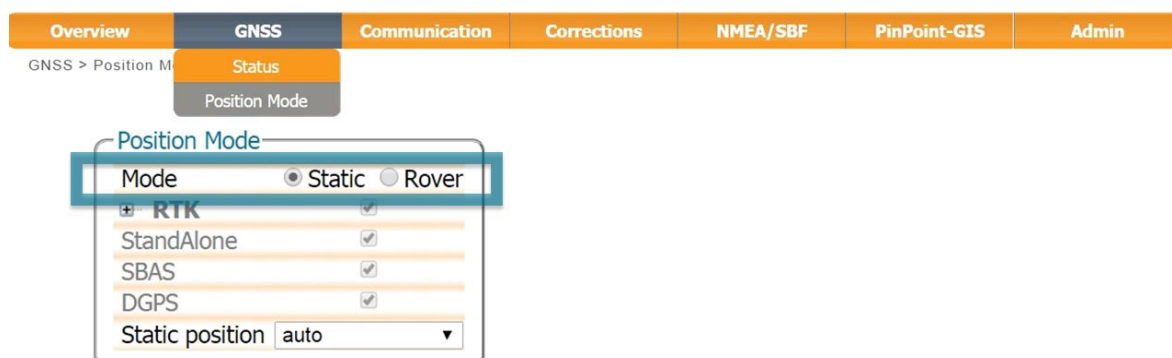 Overview GNSS Communication Corrections NMEA/SBF PinPoint-GIS Admin
GNSS > Position
Status
Position Mode
Position Mode
Mode Static Rover
RTK
StandAlone
SBAS
DGPS
Static position auto